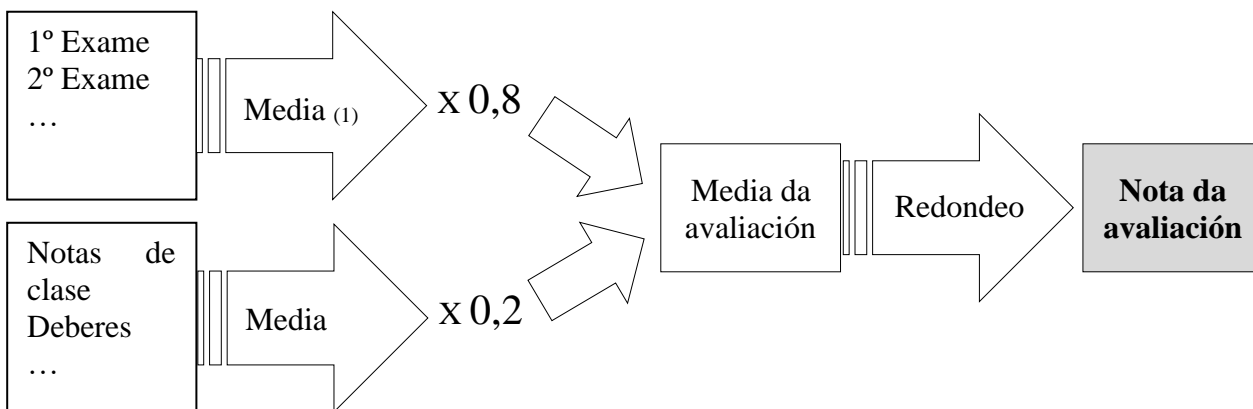 1º Exame
2º Exame
…
Media (1)
X 0,8
Notas de
clase
Deberes
…
Media
X 0,2
Media da
avaliación
Redondeo
Nota da
avaliación